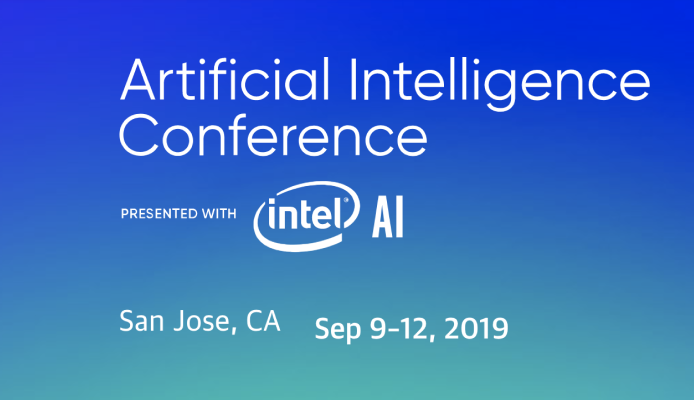 Artificial Intelligence
Conference
PRESENTED WITH intel® AI
San Jose, CA Sep 9–12, 2019